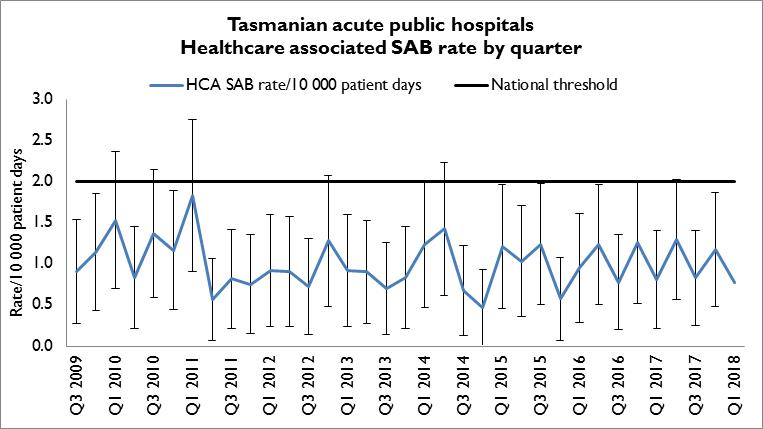 Tasmanian acute public hospitals
Healthcare associated SAB rate by quarter
HCA SAB rate/10 000 patient days
National threshold
3.0
2.5
2.0
1.5
1.0
0.5
0.0
Rate/10 000 patient days
Q3 2009
Q1 2010
Q3 2010
Q1 2011
Q3 2011
Q1 2012
Q3 2012
Q1 2013
Q3 2013
Q1 2014
Q3 2014
Q1 2015
Q3 2015
Q1 2016
Q3 2016
Q1 2017
Q3 2017
Q1 2018